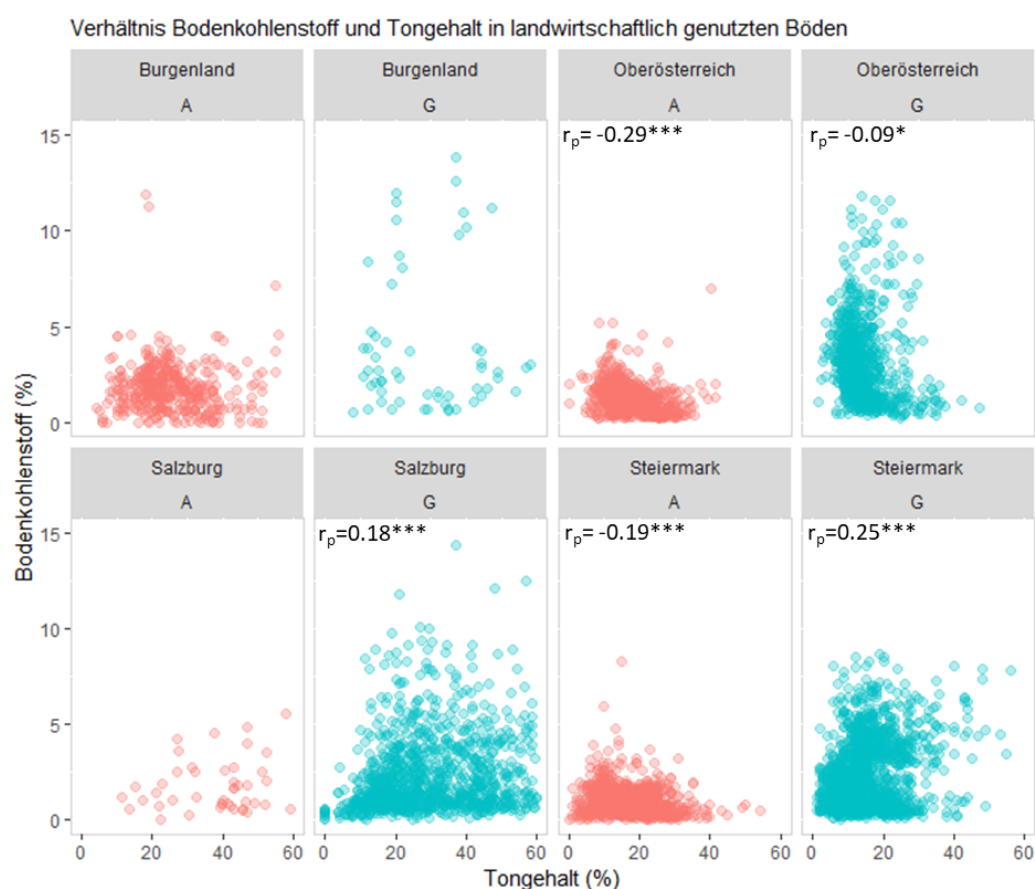 Verhältnis Bodenkohlenstoff und Tongehalt in landwirtschaftlich genutzten Böden
Burgenland
A
Burgenland
G
Oberösterreich
A
Oberösterreich
G
rp= -0.29***
rp= -0.09*
15
10
5
0
Salzburg
A
Salzburg
G
Steiermark
A
Steiermark
G
rp=0.18***
rp= -0.19***
rp=0.25***
15
10
5
0
Bodenkohlenstoff (%)
0 20 40 60
0 20 40 60
0 20 40 60
0 20 40 60
Tongehalt (%)